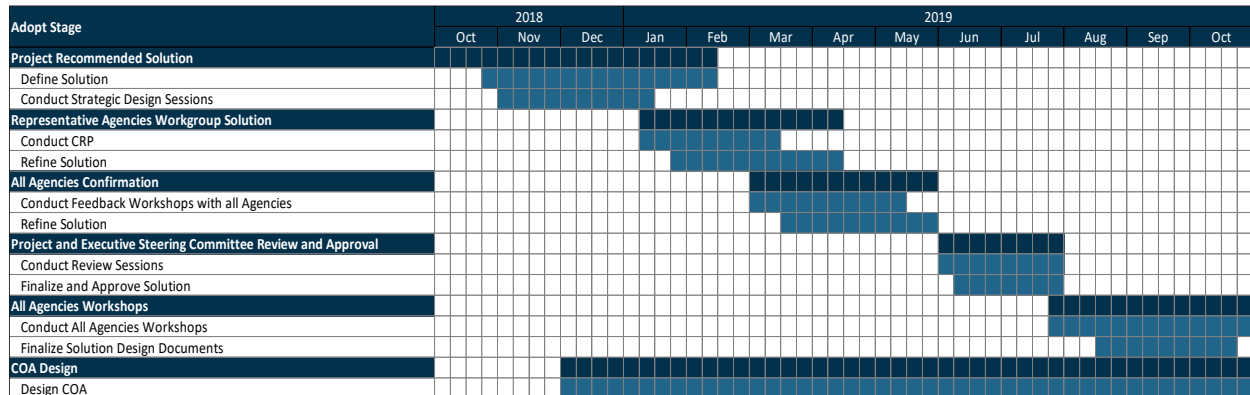 Adopt Stage
2018 2019
Oct Nov Dec Jan Feb Mar Apr May Jun Jul Aug Sep Oct
Project Recommended Solution
Define Solution
Conduct Strategic Design Sessions
Representative Agencies Workgroup Solution
Conduct CRP
Refine Solution
All Agencies Confirmation
Conduct Feedback Workshops with all Agencies
Refine Solution
Project and Executive Steering Committee Review and Approval
Conduct Review Sessions
Finalize and Approve Solution
All Agencies Workshops
Conduct All Agencies Workshops
Finalize Solution Design Documents
COA Design
Design COA